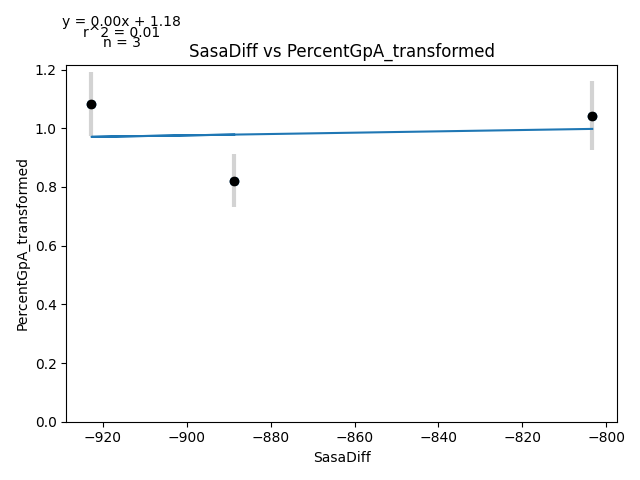 y = 0.00x + 1.18
r^2 = 0.01
n = 3
SasaDiff vs PercentGpA_transformed
1.2
1.0
0.8
0.6
0.4
0.2
0.0
PercentGpA_transformed
−920
−900
−880
−860
−840
−820
−800
SasaDiff